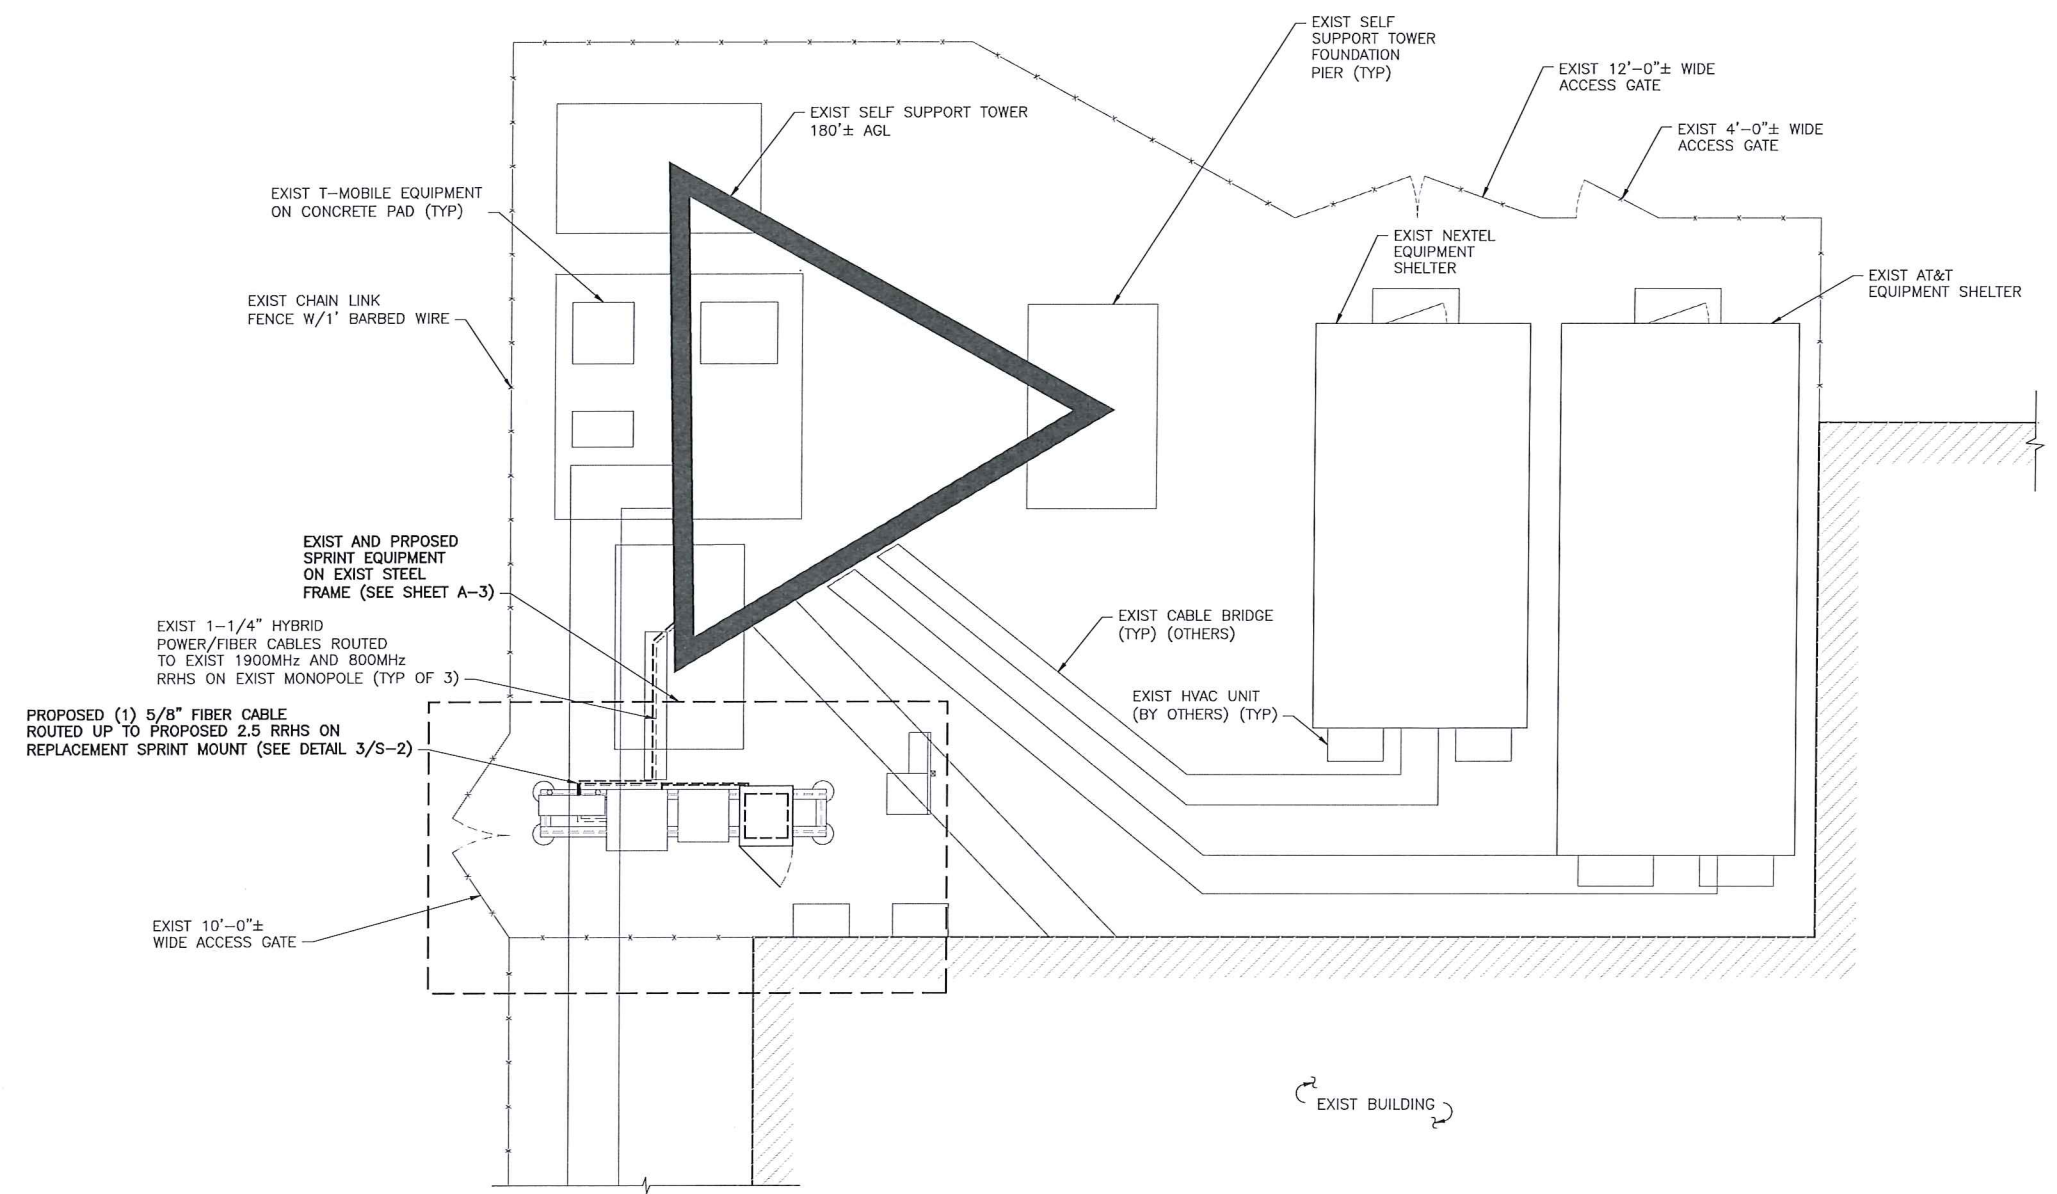 EXIST SELF
SUPPORT TOWER
FOUNDATION
PIER (TYP)
EXIST 12'-0"± WIDE
ACCESS GATE
EXIST 4'-0"± WIDE
ACCESS GATE
EXIST SELF SUPPORT TOWER
180'± AGL
EXIST T-MOBILE EQUIPMENT
ON CONCRETE PAD (TYP)
EXIST NEXTEL
EQUIPMENT
SHELTER
EXIST AT&T
EQUIPMENT SHELTER
EXIST CHAIN LINK
FENCE W/1' BARBED WIRE
EXIST AND PRPOSED
SPRINT EQUIPMENT
ON EXIST STEEL
FRAME (SEE SHEET A-3)
EXIST 1-1/4" HYBRID
POWER/FIBER CABLES ROUTED
TO EXIST 1900MHz AND 800MHz
RRHS ON EXIST MONOPOLE (TYP OF 3)
EXIST CABLE BRIDGE
(TYP) (OTHERS)
EXIST HVAC UNIT
(BY OTHERS) (TYP)
PROPOSED (1) 5/8" FIBER CABLE
ROUTED UP TO PROPOSED 2.5 RRHS ON
REPLACEMENT SPRINT MOUNT (SEE DETAIL 3/S-2)
EXIST 10'-0"±
WIDE ACCESS GATE
EXIST BUILDING